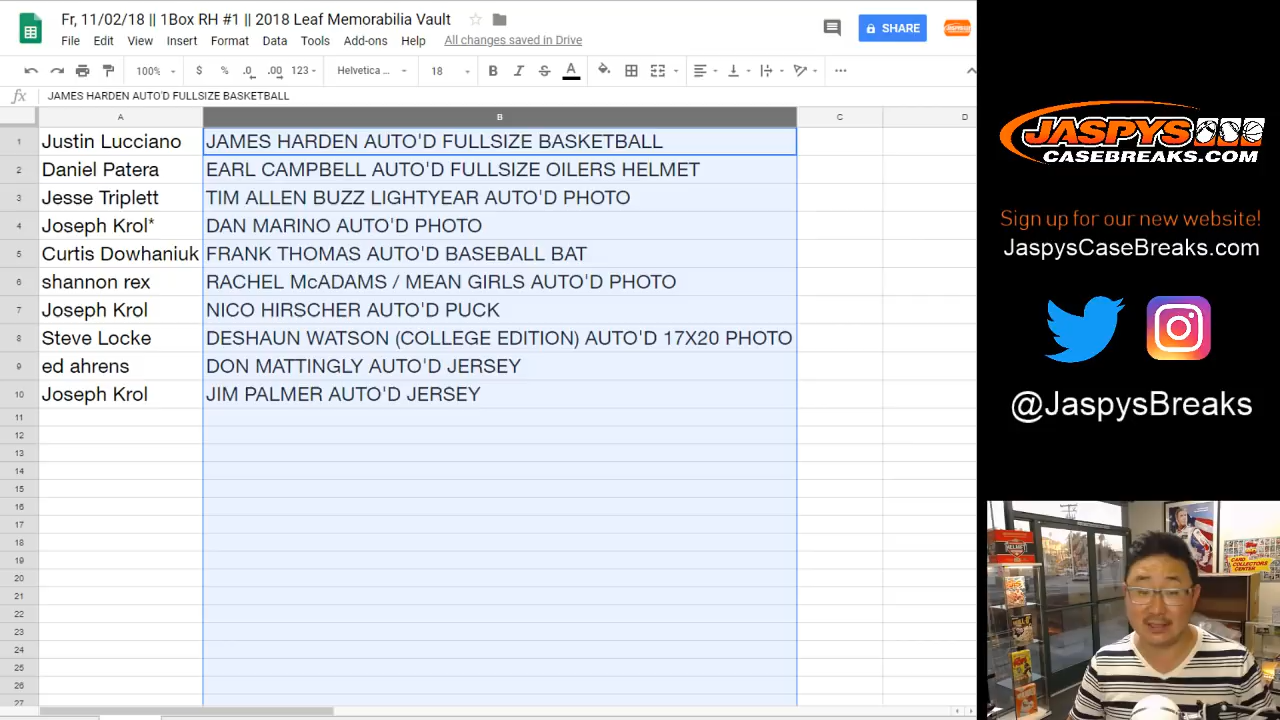 Fr, 11/02/18 || 1Box RH #1 || 2018 Leaf Memorabilia Vault
File Edit View Insert Format Data Tools Add-ons Help All changes saved in Drive
SHARE
100% $ % .0 .00 123 Helvetica ... 18 B I S A
fx JAMES HARDEN AUTO'D FULLSIZE BASKETBALL
A B C D
1 Justin Lucciano JAMES HARDEN AUTO'D FULLSIZE BASKETBALL
2 Daniel Patera EARL CAMPBELL AUTO'D FULLSIZE OILERS HELMET
3 Jesse Triplett TIM ALLEN BUZZ LIGHTYEAR AUTO'D PHOTO
4 Joseph Krol* DAN MARINO AUTO'D PHOTO
5 Curtis Dowhaniuk FRANK THOMAS AUTO'D BASEBALL BAT
6 shannon rex RACHEL McADAMS / MEAN GIRLS AUTO'D PHOTO
7 Joseph Krol NICO HIRSCHER AUTO'D PUCK
8 Steve Locke DESHAUN WATSON (COLLEGE EDITION) AUTO'D 17X20 PHOTO
9 ed ahrens DON MATTINGLY AUTO'D JERSEY
10 Joseph Krol JIM PALMER AUTO'D JERSEY
11
12
13
14
15
16
17
18
19
20
21
22
23
24
25
26
27
JASPYS
CASEBREAKS.COM
Sign up for our new website!
JaspysCaseBreaks.com
@JaspysBreaks
CARD
COLLECTORS
CENTER